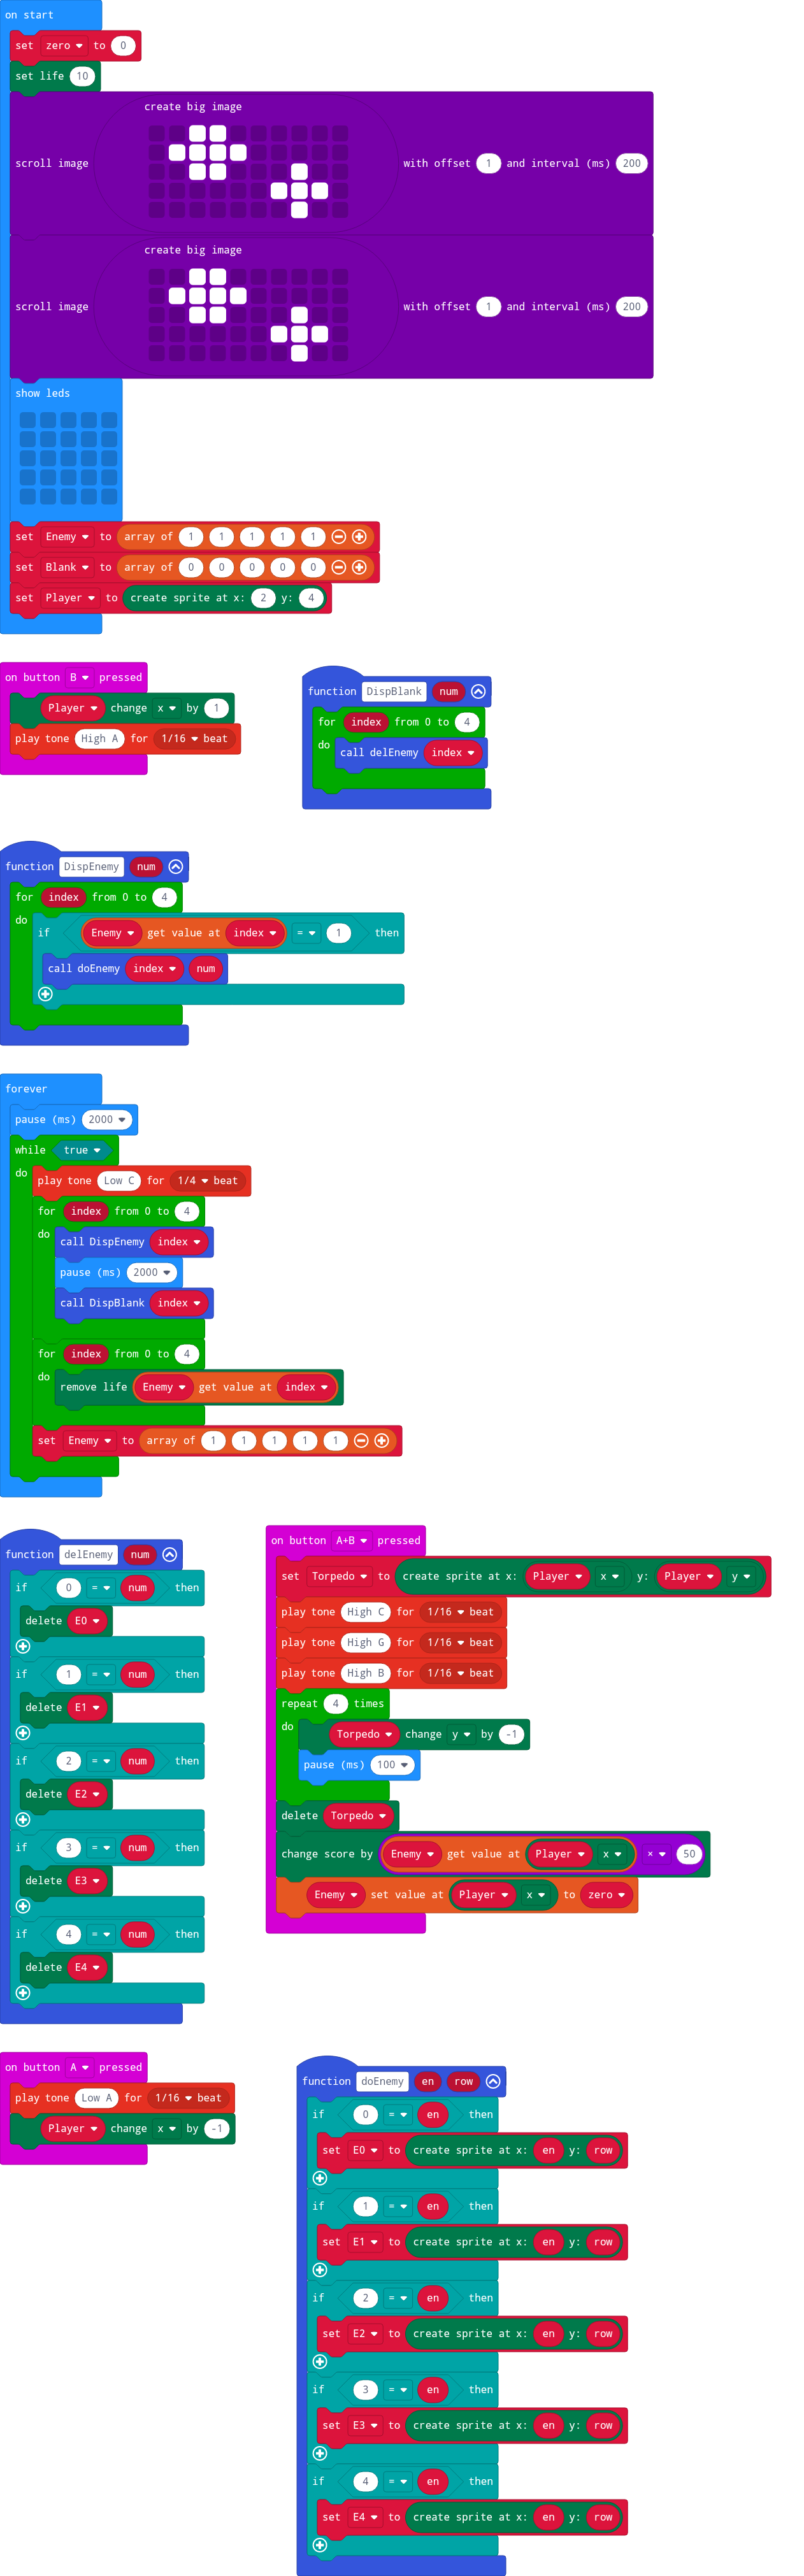 on start
set zero to 0
set life 10
create big image
scroll image with offset 1 and interval (ms) 200
create big image
scroll image with offset 1 and interval (ms) 200
show leds
set Enemy to array of 1 1 1 1 1
set Blank to array of 0 0 0 0 0
set Player to create sprite at x: 2 y: 4
on button B pressed
Player change x by 1
play tone High A for 1/16 beat
function DispBlank num
for index from 0 to 4
do
call delEnemy index
function DispEnemy num
for index from 0 to 4
do
if Enemy get value at index = 1 then
call doEnemy index num
forever
pause (ms) 2000
while true
do
play tone Low C for 1/4 beat
for index from 0 to 4
do
call DispEnemy index
pause (ms) 2000
call DispBlank index
for index from 0 to 4
do
remove life Enemy get value at index
set Enemy to array of 1 1 1 1 1
function delEnemy num
if 0 = num then
delete E0
if 1 = num then
delete E1
if 2 = num then
delete E2
if 3 = num then
delete E3
if 4 = num then
delete E4
on button A+B pressed
set Torpedo to create sprite at x: Player x y: Player y
play tone High C for 1/16 beat
play tone High G for 1/16 beat
play tone High B for 1/16 beat
repeat 4 times
do
Torpedo change y by -1
pause (ms) 100
delete Torpedo
change score by Enemy get value at Player x × 50
Enemy set value at Player x to zero
on button A pressed
play tone Low A for 1/16 beat
Player change x by -1
function doEnemy en row
if 0 = en then
set E0 to create sprite at x: en y: row
if 1 = en then
set E1 to create sprite at x: en y: row
if 2 = en then
set E2 to create sprite at x: en y: row
if 3 = en then
set E3 to create sprite at x: en y: row
if 4 = en then
set E4 to create sprite at x: en y: row